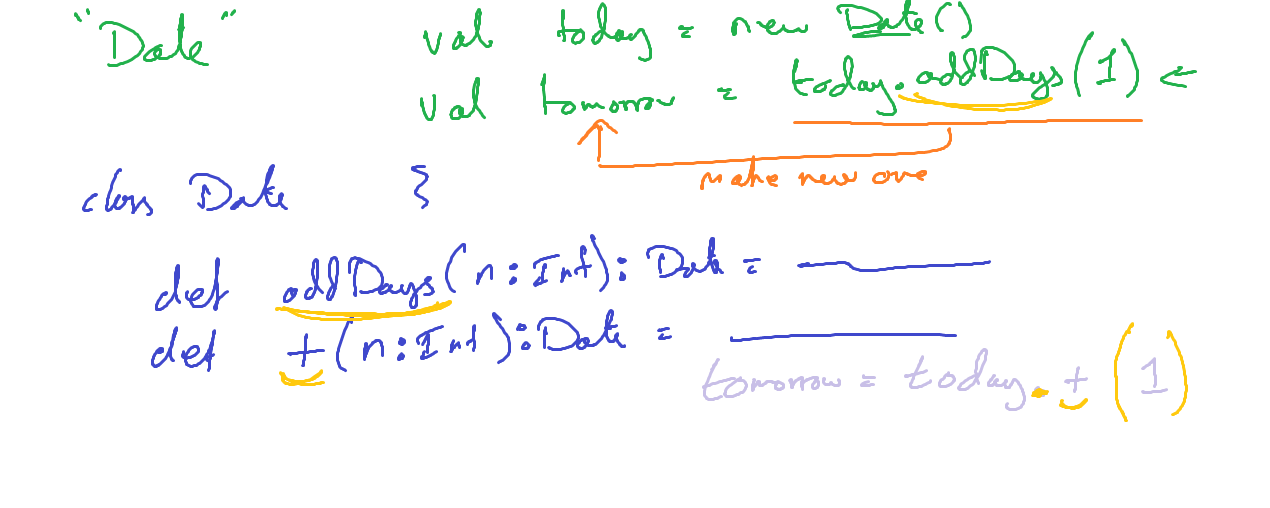 "Date"
val today = new Date()
val tomorrow = today.addDays(1) ←
make new one
class Date {
def addDays(n:Int): Date =
def +(n:Int):Date =
tomorrow = today.+(1)